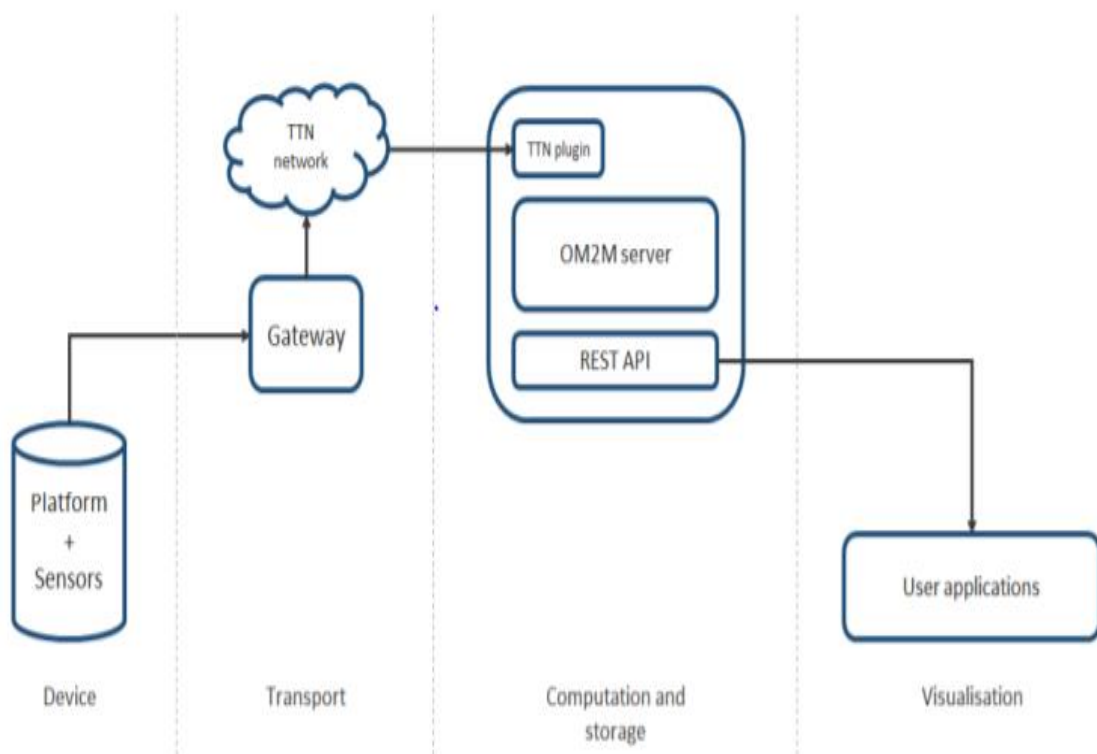 TTN
network
TTN plugin
OM2M server
Gateway
REST API
Platform
+
Sensors
User applications
Device
Transport
Computation and
storage
Visualisation